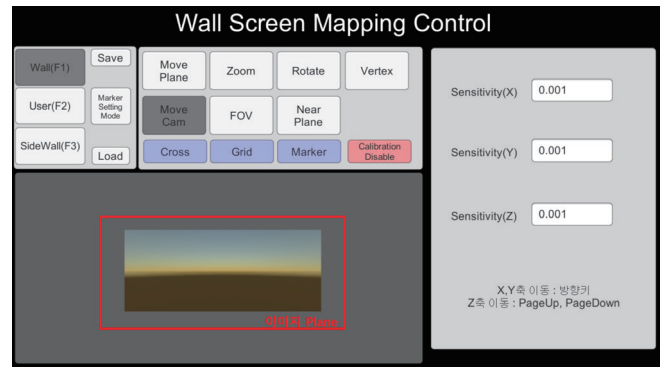 Wall Screen Mapping Control
Wall(F1)
Save
User(F2)
Marker
Setting
Mode
SideWall(F3)
Load
Move
Plane
Zoom
Rotate
Vertex
Move
Cam
FOV
Near
Plane
Cross
Grid
Marker
Calibration
Disable
Sensitivity(X)
0.001
Sensitivity(Y)
0.001
Sensitivity(Z)
0.001
X,Y축 이동 : 방향키
Z축 이동 : PageUp, PageDown
이미지 Plane